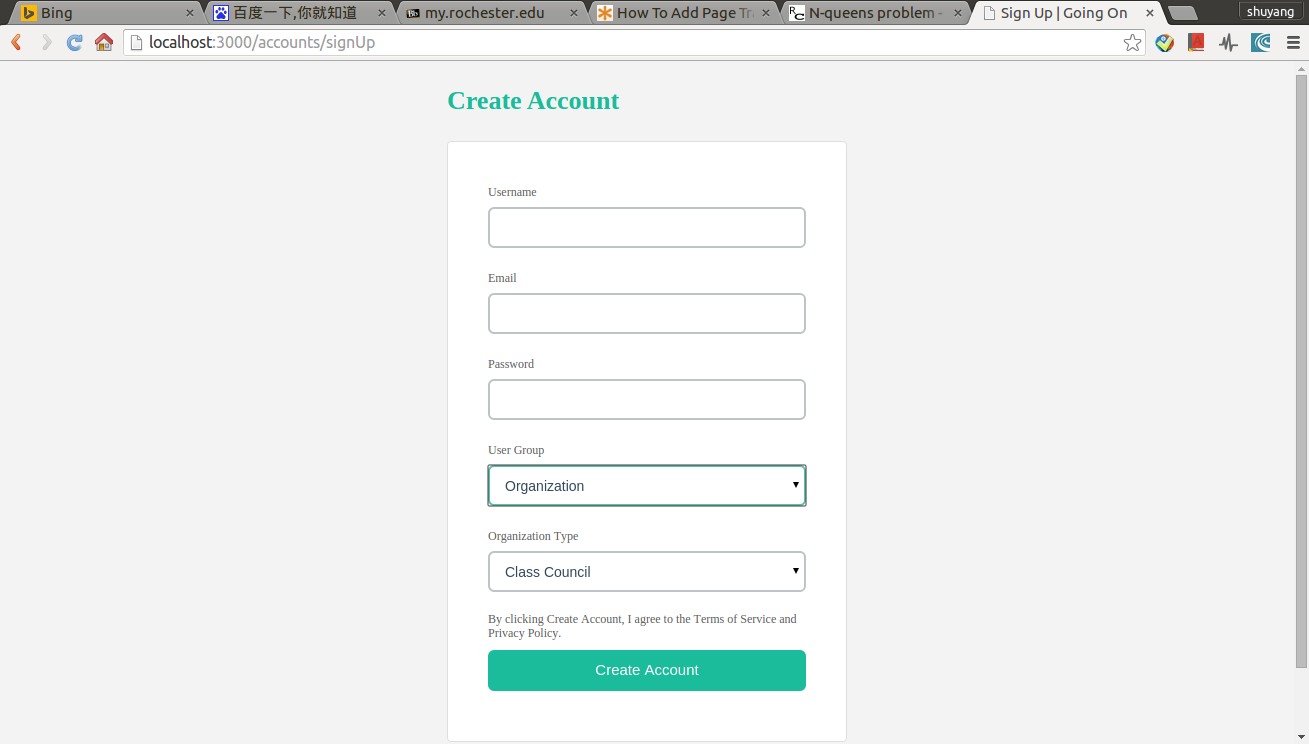 Bing
百度一下,你就知道
my.rochester.edu
How To Add Page Tr
N-queens problem -
Sign Up | Going On
shuyang
localhost:3000/accounts/signUp
Create Account
Username
Email
Password
User Group
Organization
Organization Type
Class Council
By clicking Create Account, I agree to the Terms of Service and
Privacy Policy.
Create Account